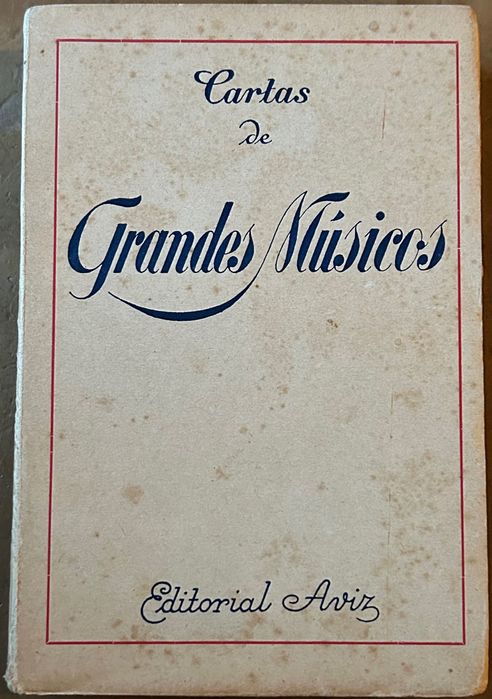 Cartas
de
Grandes Músicos
Editorial Aviz